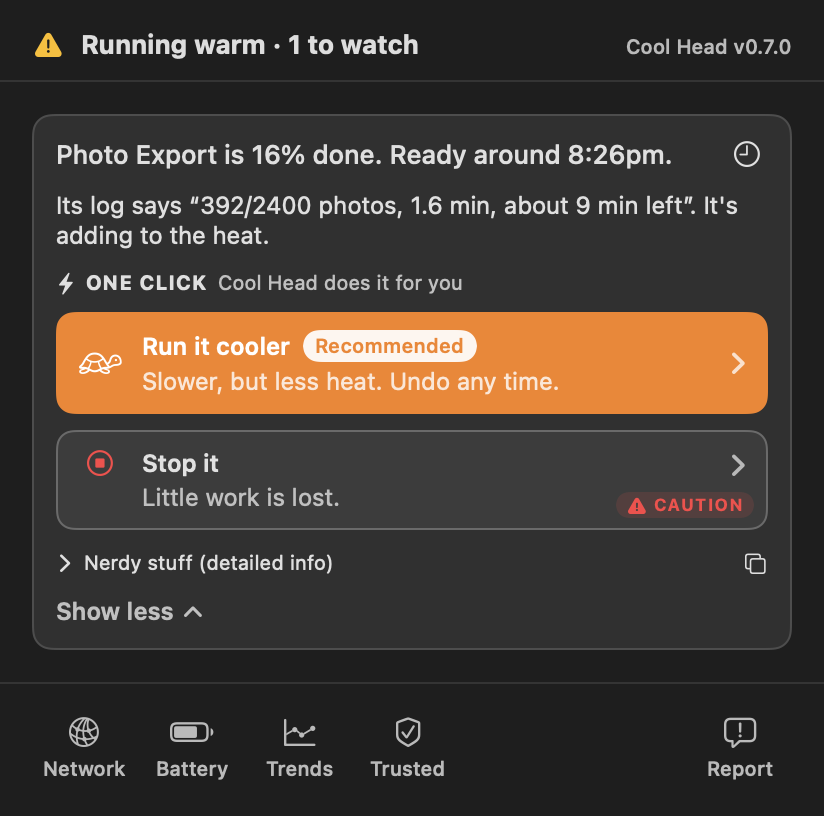 Running warm · 1 to watch
Cool Head v0.7.0
Photo Export is 16% done. Ready around 8:26pm.
Its log says “392/2400 photos, 1.6 min, about 9 min left”. It's
adding to the heat.
ONE CLICK Cool Head does it for you
Run it cooler Recommended
Slower, but less heat. Undo any time.
Stop it
Little work is lost.
CAUTION
Nerdy stuff (detailed info)
Show less
Network
Battery
Trends
Trusted
Report